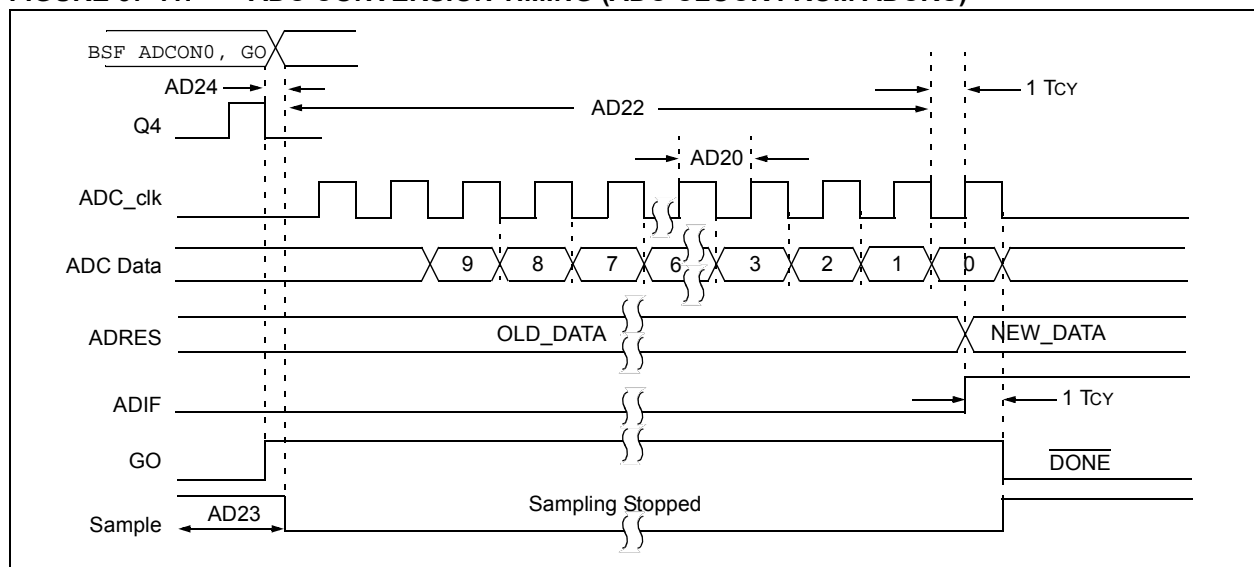 BSF ADCON0, GO
AD24
1 TCY
AD22
Q4
AD20
ADC_clk
ADC Data
9
8
7
6
3
2
1
0
ADRES
OLD_DATA
NEW_DATA
ADIF
1 TCY
GO
DONE
Sampling Stopped
AD23
Sample